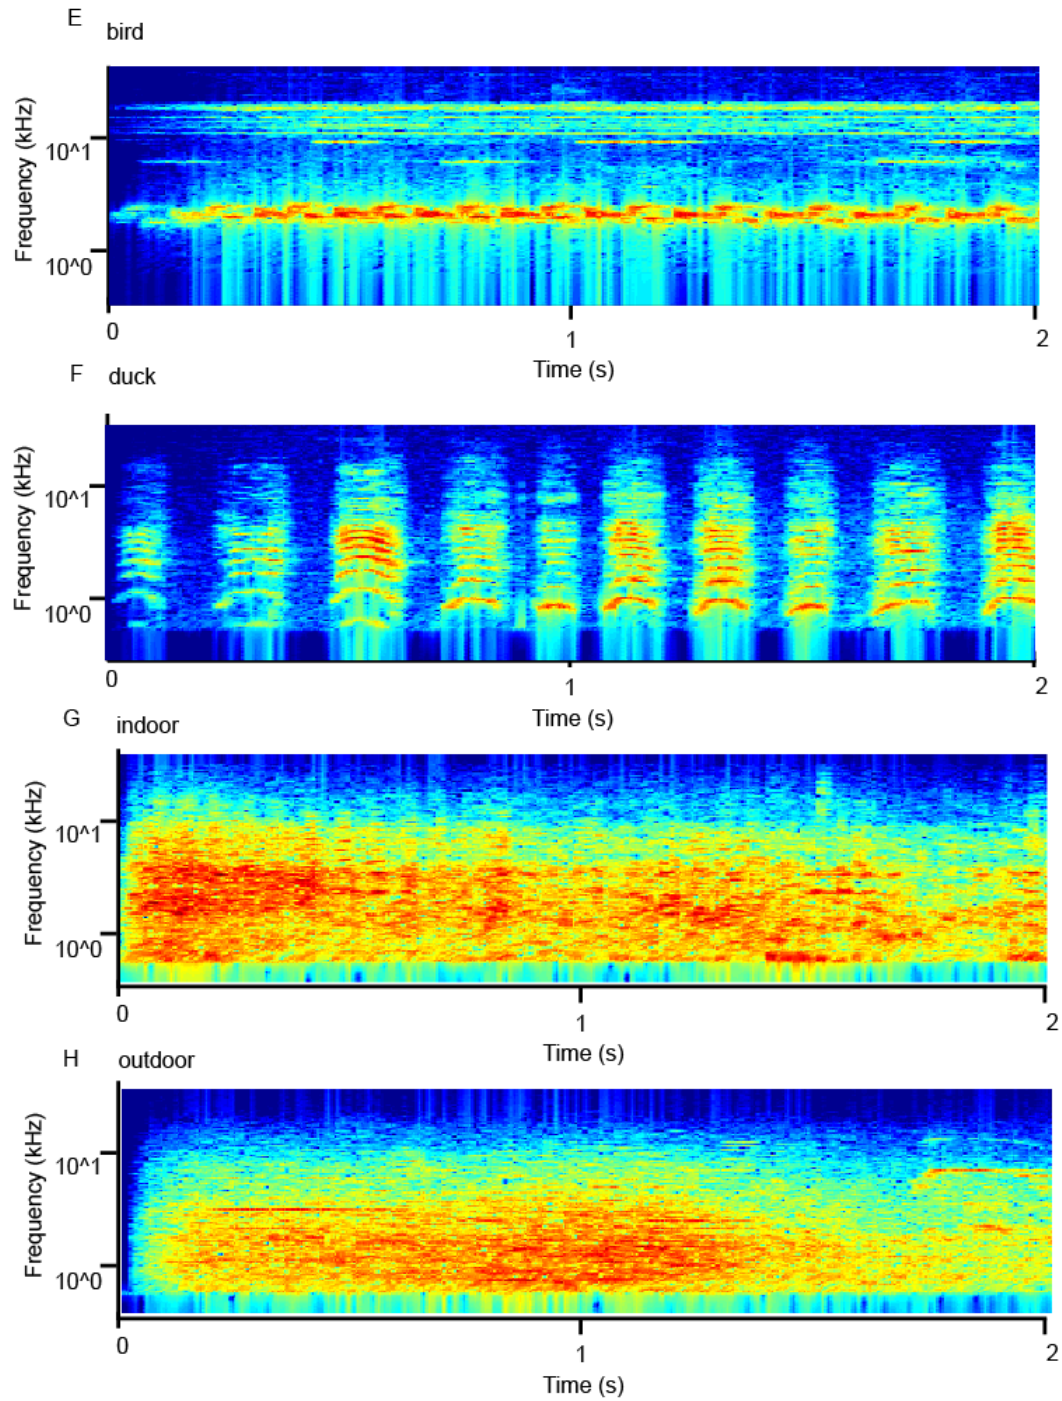 E
bird
Frequency (kHz)
10^1
10^0
0
1
2
Time (s)
F
duck
Frequency (kHz)
10^1
10^0
0
1
2
Time (s)
G
indoor
Frequency (kHz)
10^1
10^0
0
1
2
Time (s)
H
outdoor
Frequency (kHz)
10^1
10^0
0
1
2
Time (s)